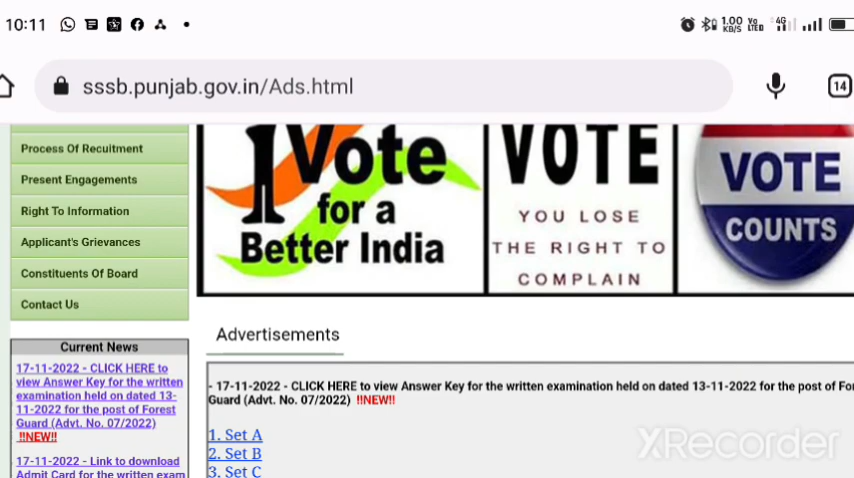 10:11
1.00 KB/S
Vo LTE D
4G
sssb.punjab.gov.in/Ads.html
14
Process Of Recuitment
Present Engagements
Right To Information
Applicant's Grievances
Constituents Of Board
Contact Us
I Vote
for a
Better India
VOTE
YOU LOSE
THE RIGHT TO
COMPLAIN
VOTE
COUNTS
Current News
17-11-2022 - CLICK HERE to
view Answer Key for the written
examination held on dated 13-
11-2022 for the post of Forest
Guard (Advt. No. 07/2022)
!!NEW!!
17-11-2022 - Link to download
Admit Card for the written exam
Advertisements
- 17-11-2022 - CLICK HERE to view Answer Key for the written examination held on dated 13-11-2022 for the post of For
Guard (Advt. No. 07/2022) !!NEW!!
1. Set A
2. Set B
3. Set C
XRecorder